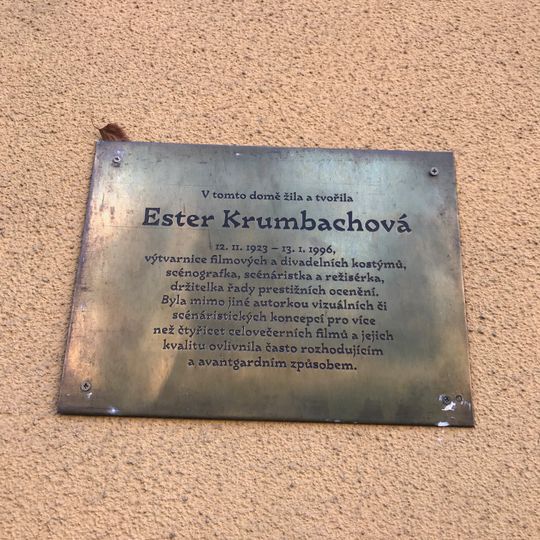 V tomto domě žila a tvořila
Ester Krumbachová
12. 11. 1923 – 13. 1. 1996,
výtvarnice filmových a divadelních kostýmů,
scénografka, scénáristka a režisérka,
držitelka řady prestižních ocenění.
Byla mimo jiné autorkou vizuálních či
scénáristických koncepcí pro více
než čtyřicet celovečerních filmů a jejich
kvalitu ovlivnila často rozhodujícím
a avantgardním způsobem.